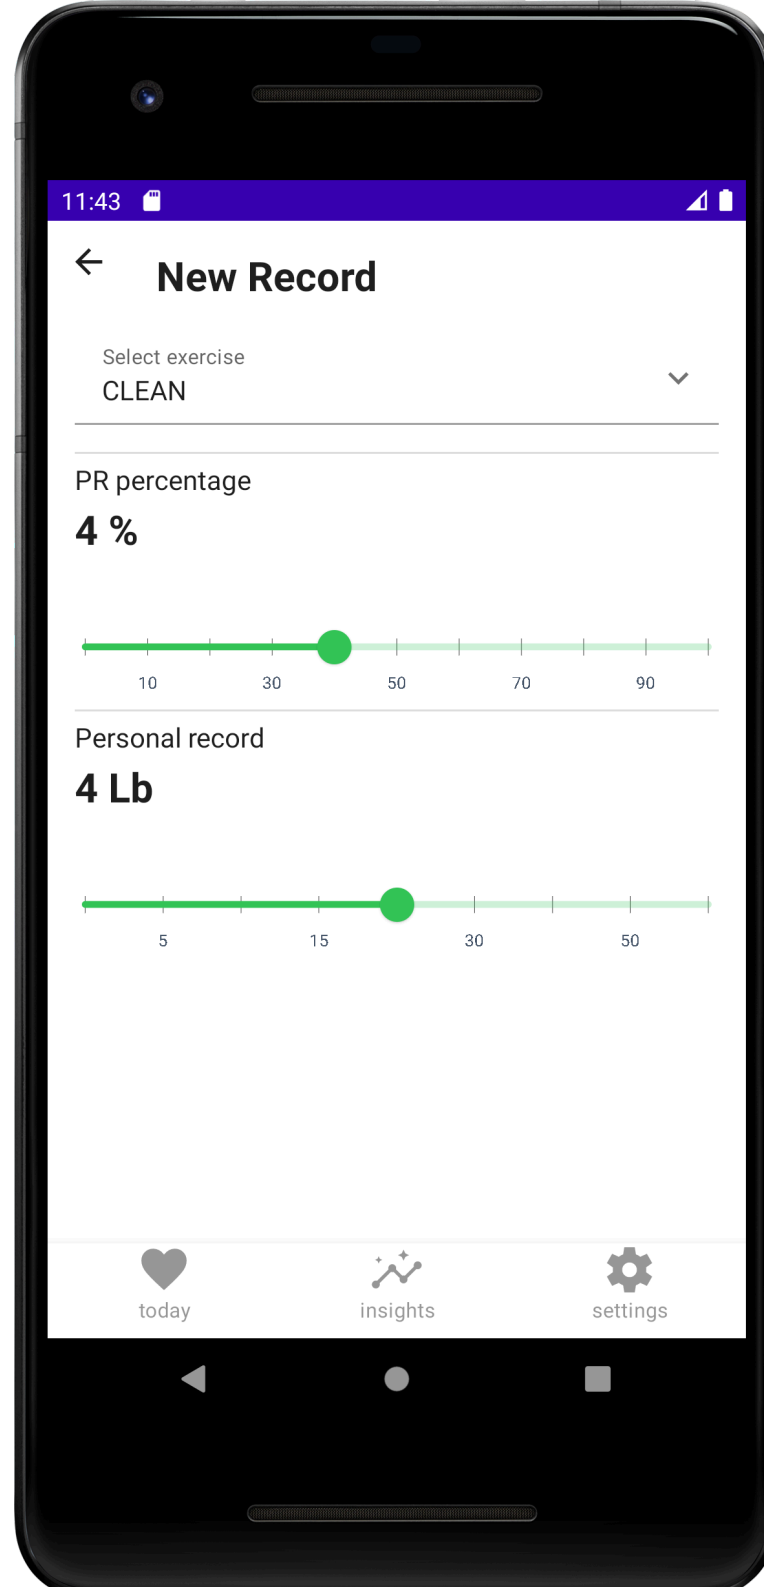 11:43
New Record
Select exercise
CLEAN
PR percentage
4 %
10 30 50 70 90
Personal record
4 Lb
5 15 30 50
today insights settings